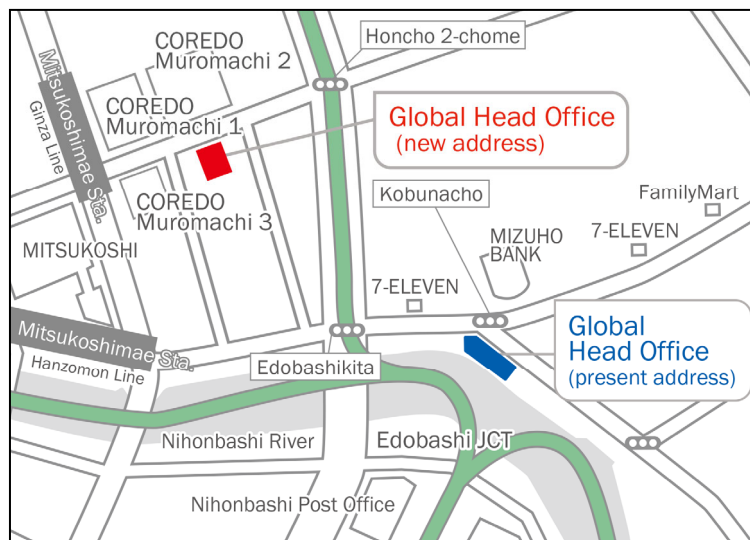 COREDO
Muromachi 2
Honcho 2-chome
Mitsukoshimae Sta.
Ginza Line
COREDO
Muromachi 1
Global Head Office
(new address)
COREDO
Muromachi 3
Kobunacho
FamilyMart
MITSUKOSHI
MIZUHO
BANK
7-ELEVEN
7-ELEVEN
Mitsukoshimae Sta.
Hanzomon Line
Edobashikita
Global
Head Office
(present address)
Nihonbashi River
Edobashi JCT
Nihonbashi Post Office